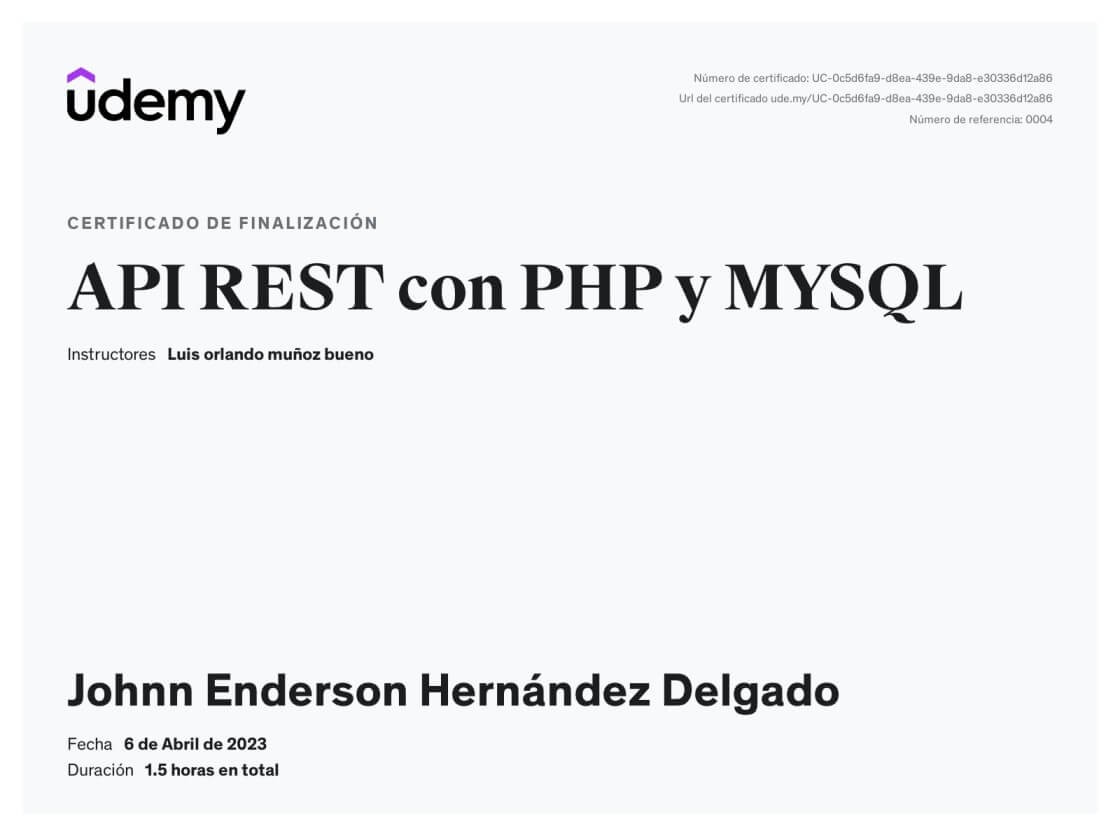 udemy
Número de certificado: UC-0c5d6fa9-d8ea-439e-9da8-e30336d12a86
Url del certificado ude.my/UC-0c5d6fa9-d8ea-439e-9da8-e30336d12a86
Número de referencia: 0004
CERTIFICADO DE FINALIZACIÓN
API REST con PHP y MYSQL
Instructores Luis orlando muñoz bueno
Johnn Enderson Hernández Delgado
Fecha 6 de Abril de 2023
Duración 1.5 horas en total